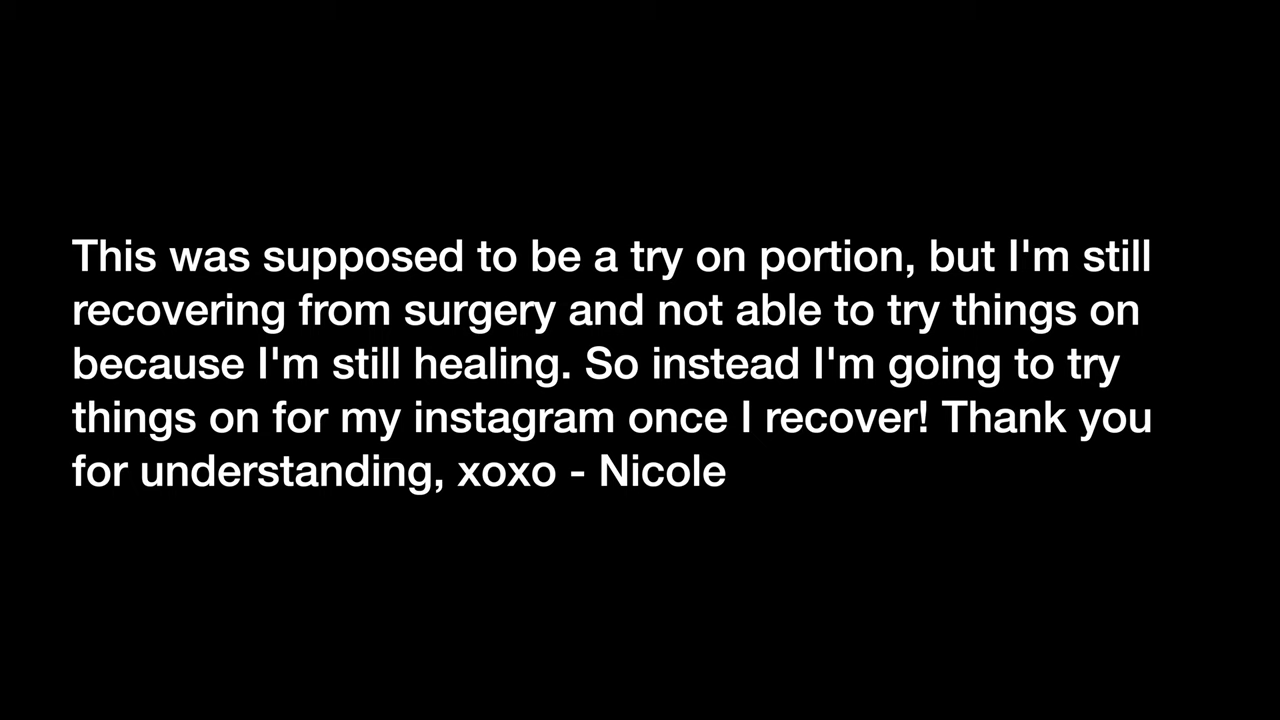 This was supposed to be a try on portion, but I'm still
recovering from surgery and not able to try things on
because I'm still healing. So instead I'm going to try
things on for my instagram once I recover! Thank you
for understanding, xoxo - Nicole